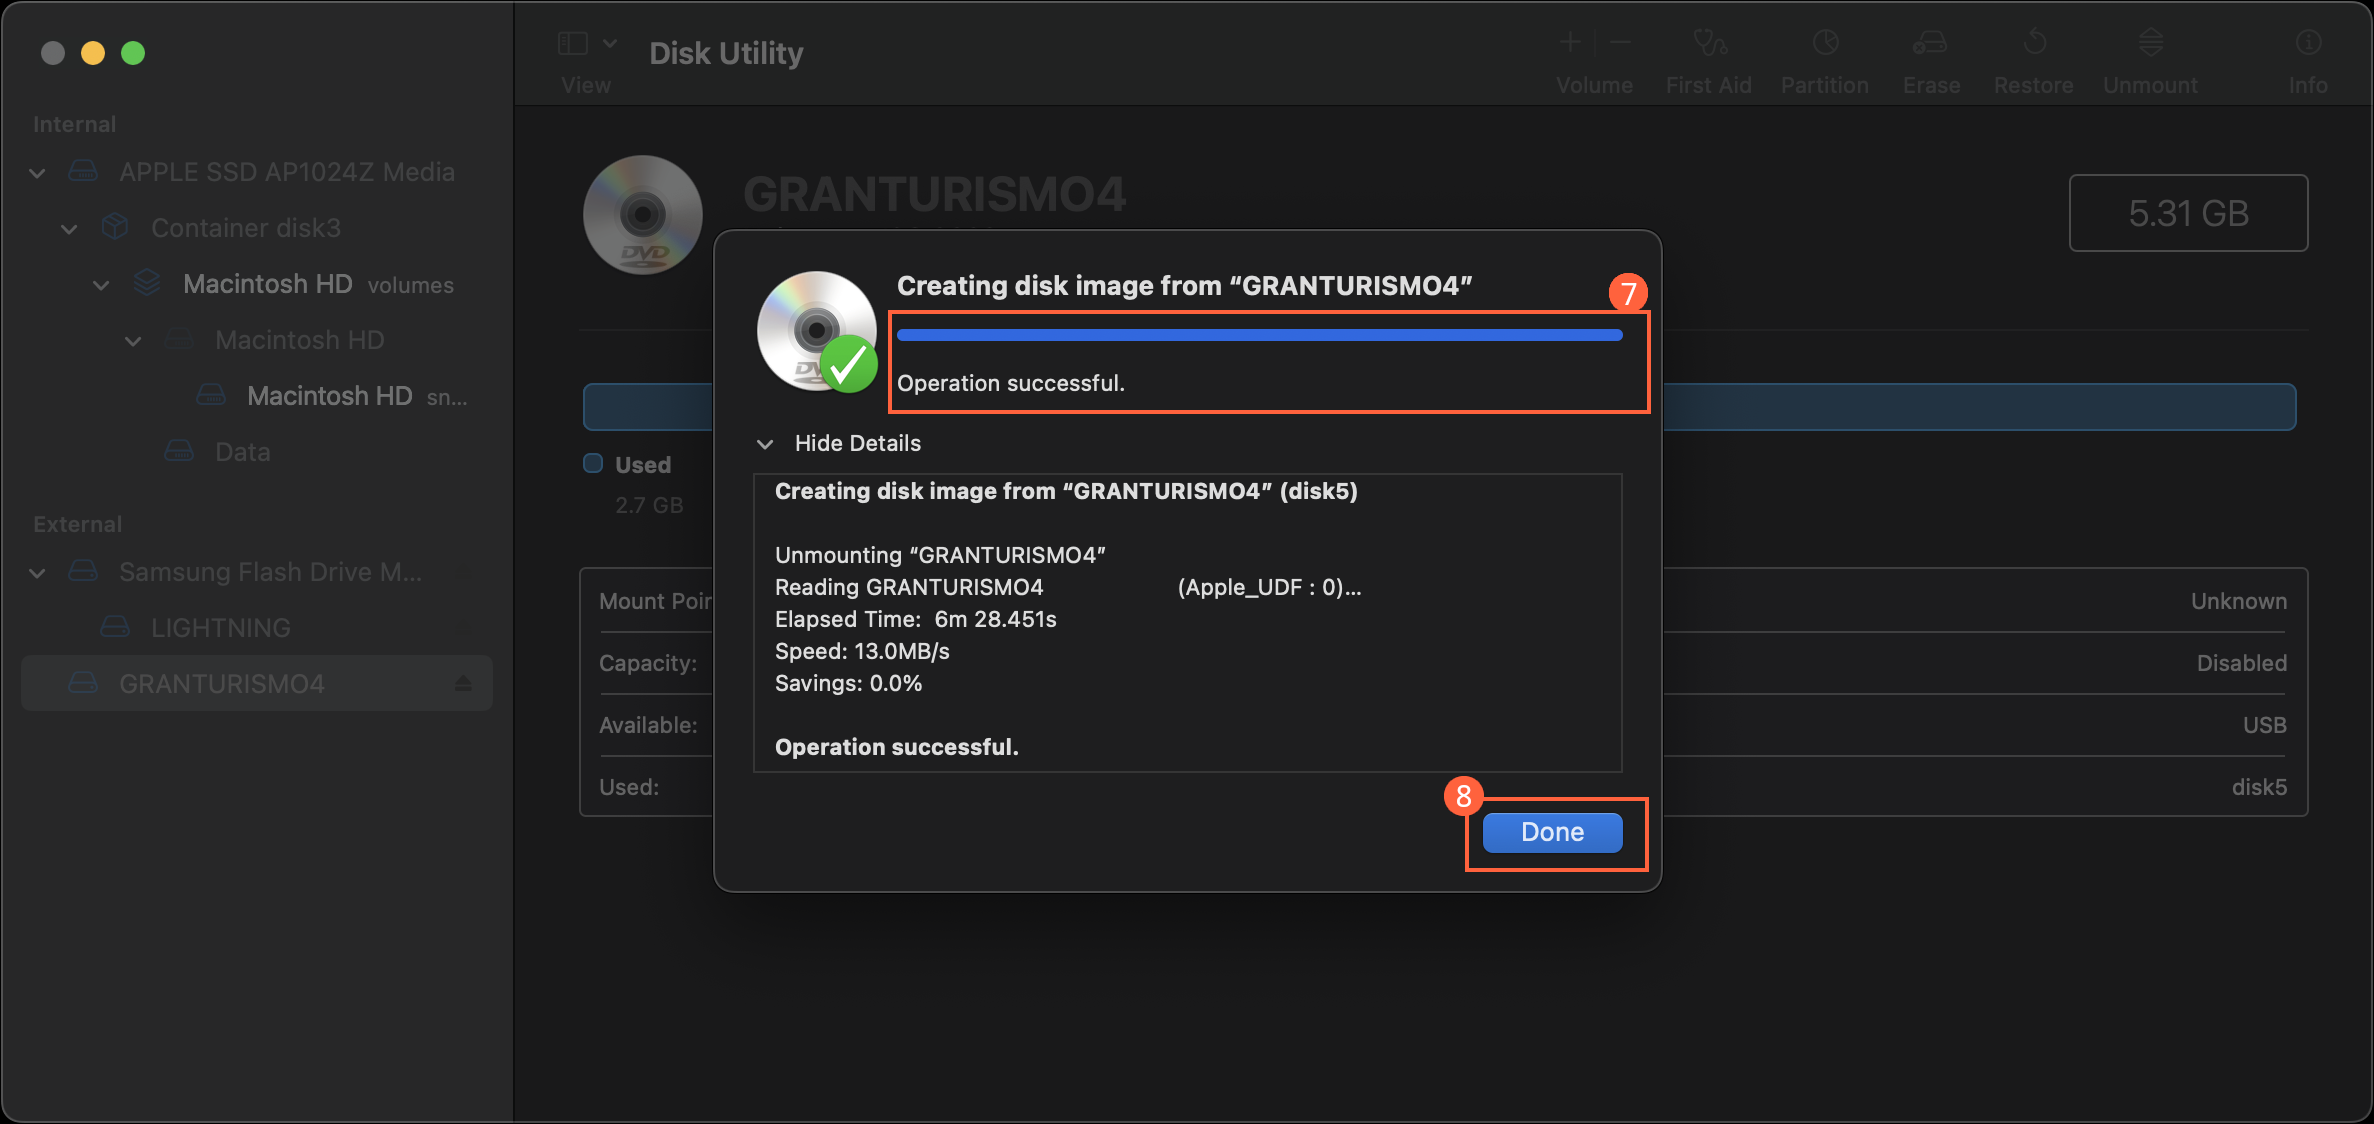 Disk Utility
View
Volume
First Aid
Partition
Erase
Restore
Unmount
Info
Internal
APPLE SSD AP1024Z Media
Container disk3
Macintosh HD volumes
Macintosh HD
Macintosh HD sn...
Data
External
Samsung Flash Drive M...
LIGHTNING
GRANTURISMO4
GRANTURISMO4
DVD
5.31 GB
Used
2.7 GB
Mount Poin
Capacity:
Available:
Used:
Unknown
Disabled
USB
disk5
Creating disk image from “GRANTURISMO4”
7
Operation successful.
Hide Details
Creating disk image from “GRANTURISMO4” (disk5)
Unmounting “GRANTURISMO4”
Reading GRANTURISMO4 (Apple_UDF : 0)...
Elapsed Time: 6m 28.451s
Speed: 13.0MB/s
Savings: 0.0%
Operation successful.
8
Done